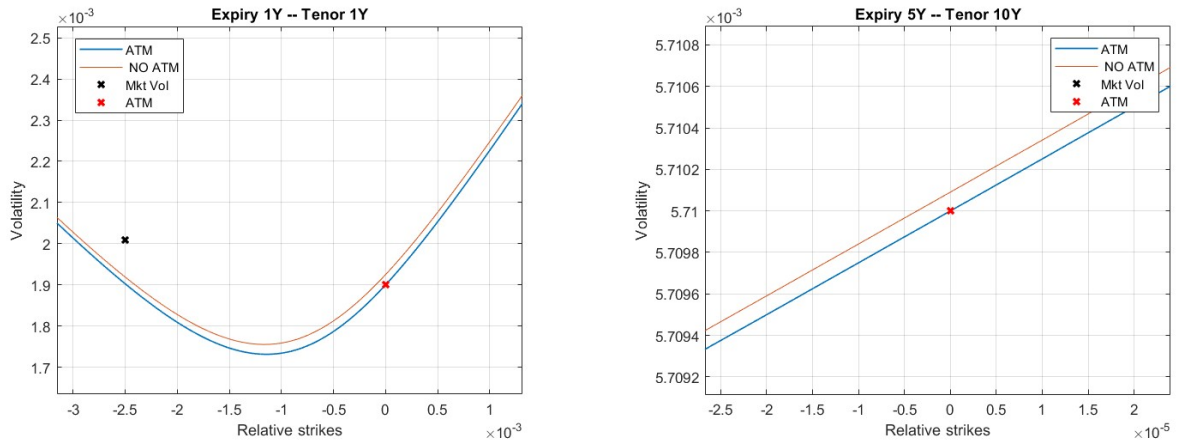 Expiry 1Y -- Tenor 1Y
×10⁻³
2.5
2.4
2.3
2.2
2.1
2
1.9
1.8
1.7
Volatility
ATM
NO ATM
Mkt Vol
ATM
-3 -2.5 -2 -1.5 -1 -0.5 0 0.5 1
Relative strikes
×10⁻³
Expiry 5Y -- Tenor 10Y
×10⁻³
5.7108
5.7106
5.7104
5.7102
5.71
5.7098
5.7096
5.7094
5.7092
Volatility
ATM
NO ATM
Mkt Vol
ATM
-2.5 -2 -1.5 -1 -0.5 0 0.5 1 1.5 2
Relative strikes
×10⁻⁵